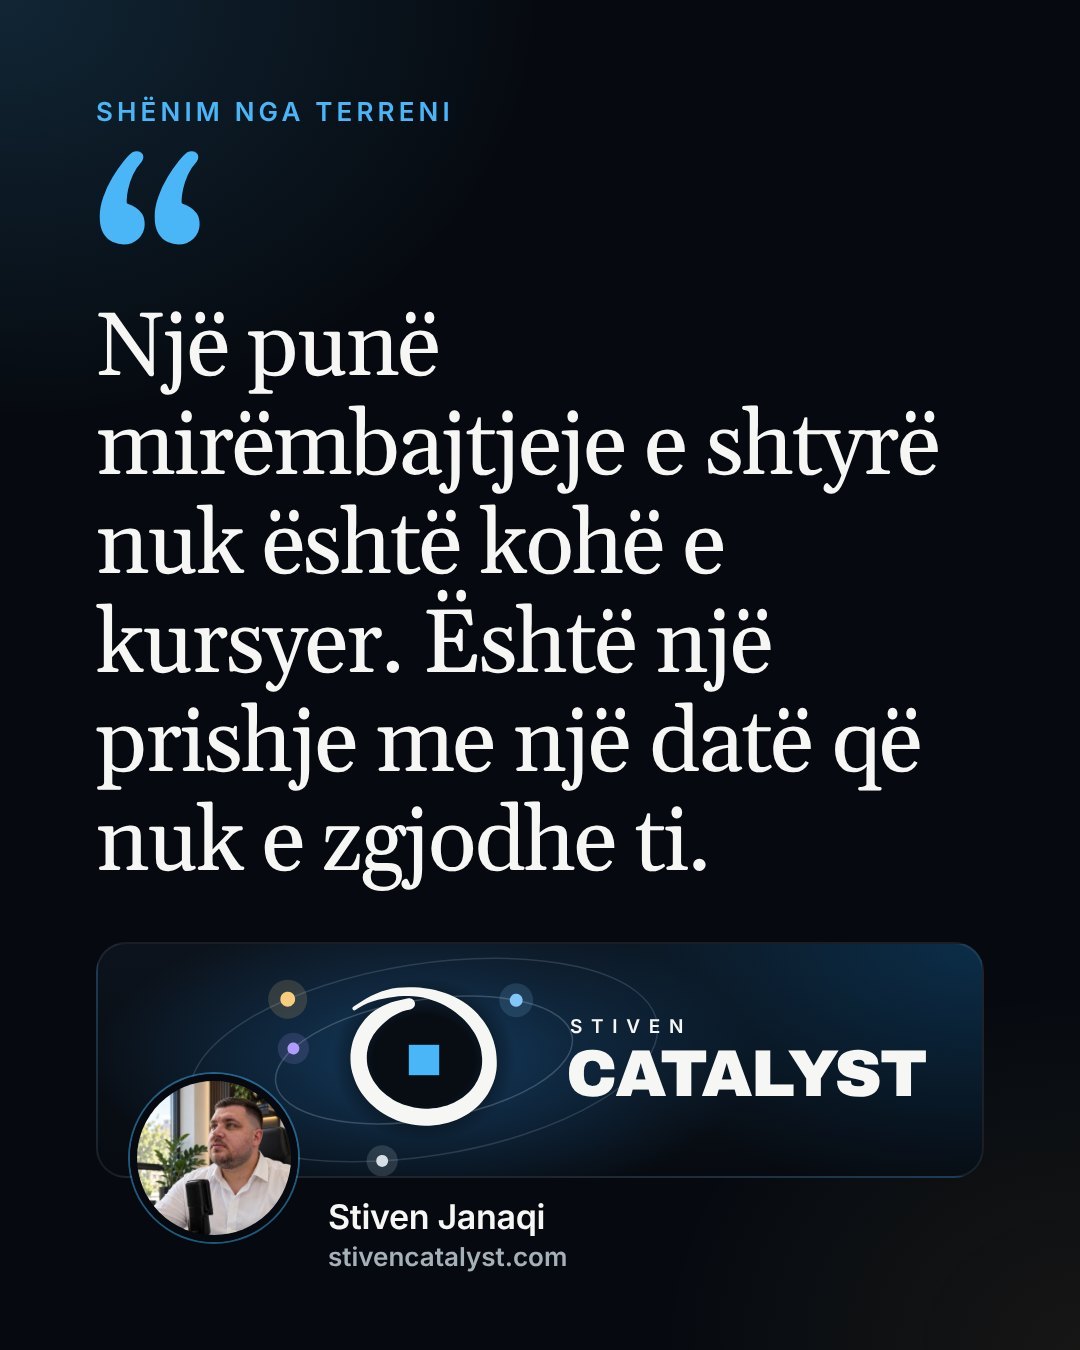 SHËNIM NGA TERRENI
“
Një punë
mirëmbajtjeje e shtyrë
nuk është kohë e
kursyer. Është një
prishje me një datë që
nuk e zgjodhe ti.
STIVEN
CATALYST
Stiven Janaqi
stivencatalyst.com